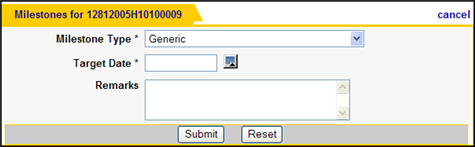 Milestones for 12812005H10100009 cancel
Milestone Type * Generic
Target Date *
Remarks
Submit Reset